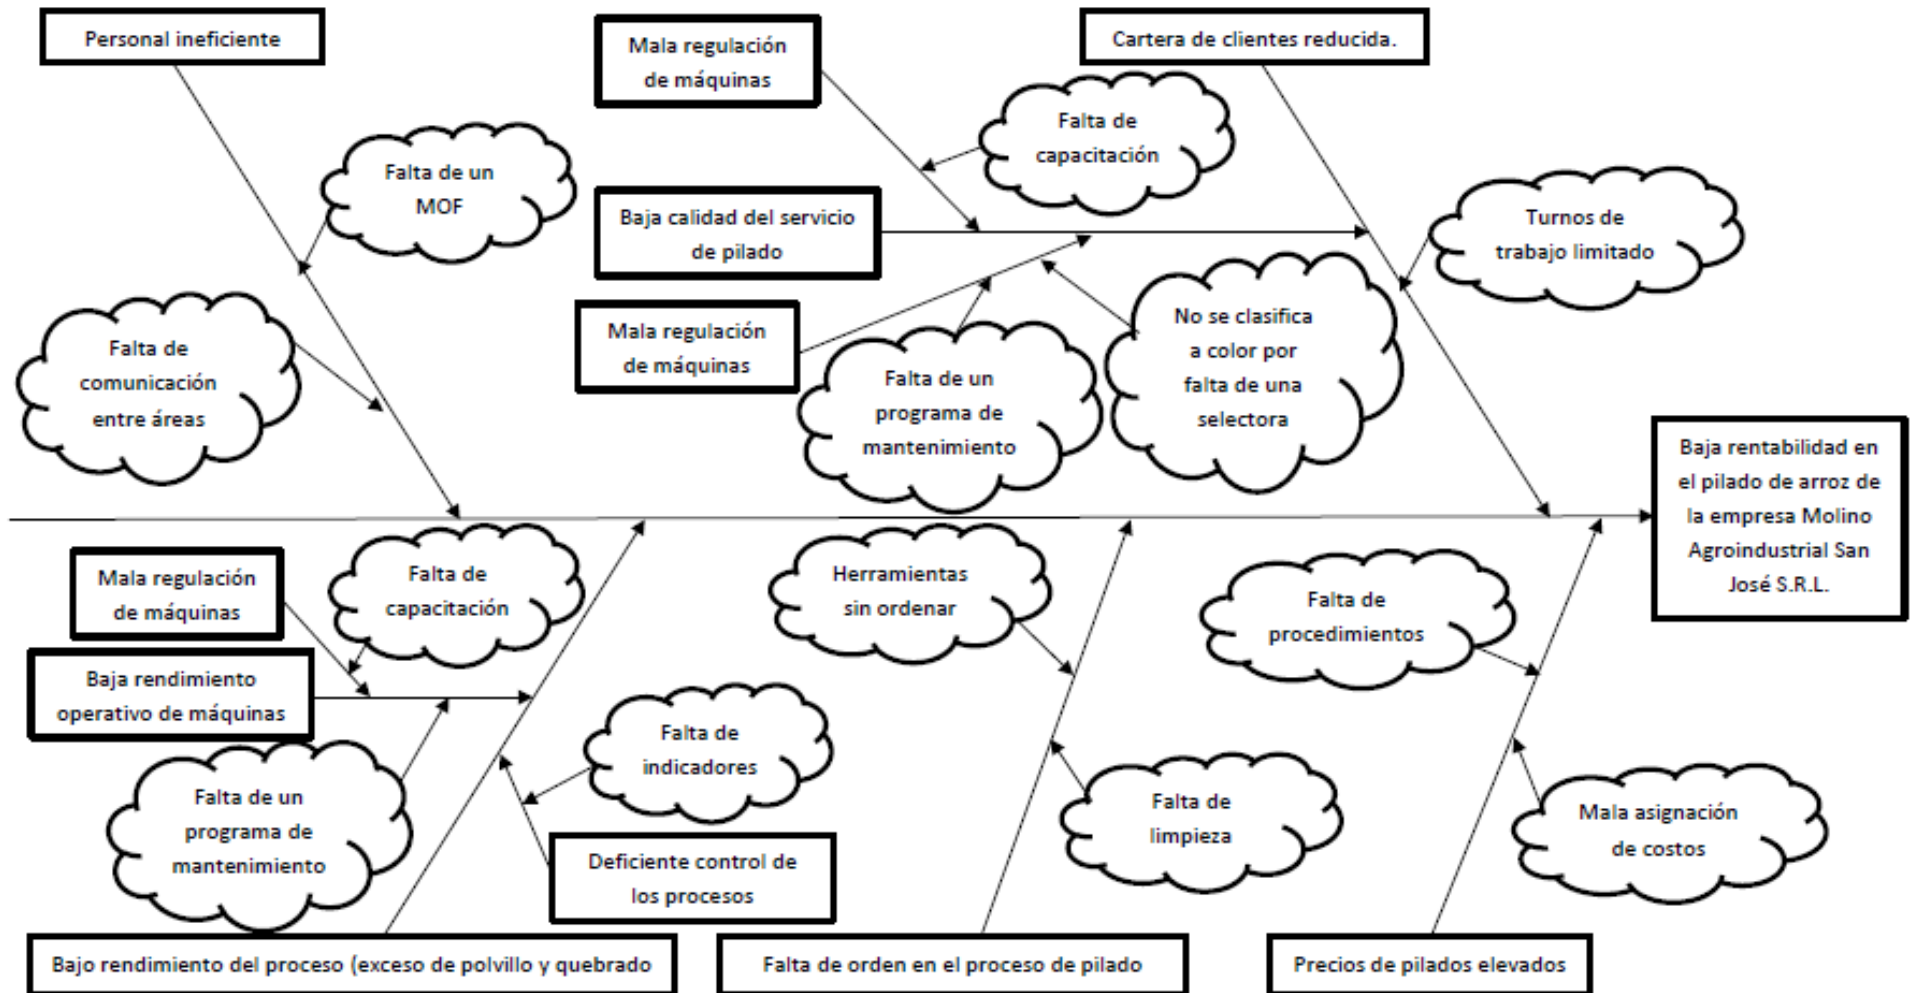 Personal ineficiente
Mala regulación
de máquinas
Cartera de clientes reducida.
Falta de
capacitación
Falta de un
MOF
Baja calidad del servicio
de pilado
Turnos de
trabajo limitado
Mala regulación
de máquinas
No se clasifica
a color por
falta de una
selectora
Falta de
comunicación
entre áreas
Falta de un
programa de
mantenimiento
Baja rentabilidad en
el pilado de arroz de
la empresa Molino
Agroindustrial San
José S.R.L.
Mala regulación
de máquinas
Falta de
capacitación
Herramientas
sin ordenar
Falta de
procedimientos
Baja rendimiento
operativo de máquinas
Falta de
indicadores
Falta de un
programa de
mantenimiento
Falta de
limpieza
Mala asignación
de costos
Deficiente control de
los procesos
Bajo rendimiento del proceso (exceso de polvillo y quebrado
Falta de orden en el proceso de pilado
Precios de pilados elevados